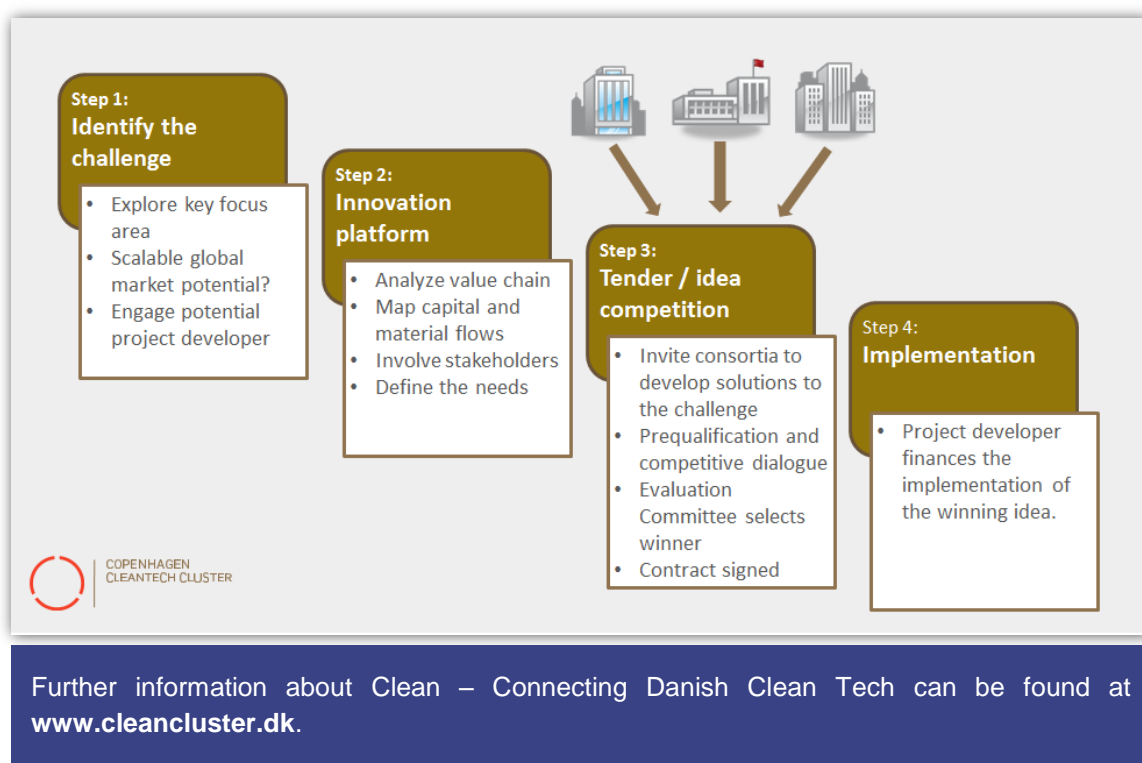 Step 1:
Identify the
challenge
• Explore key focus
area
• Scalable global
market potential?
• Engage potential
project developer
Step 2:
Innovation
platform
• Analyze value chain
• Map capital and
material flows
• Involve stakeholders
• Define the needs
Step 3:
Tender / idea
competition
• Invite consortia to
develop solutions to
the challenge
• Prequalification and
competitive dialogue
• Evaluation
Committee selects
winner
• Contract signed
Step 4:
Implementation
• Project developer
finances the
implementation of
the winning idea.
COPENHAGEN
CLEANTECH CLUSTER
Further information about Clean – Connecting Danish Clean Tech can be found at
www.cleancluster.dk.